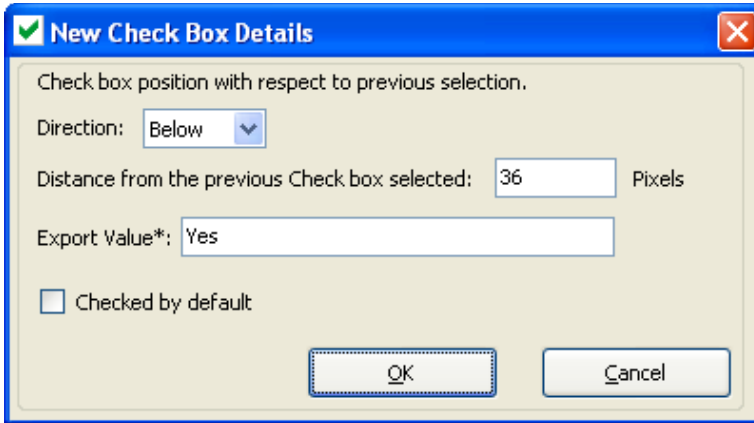 New Check Box Details
Check box position with respect to previous selection.
Direction: Below
Distance from the previous Check box selected: 36 Pixels
Export Value*: Yes
Checked by default
OK Cancel